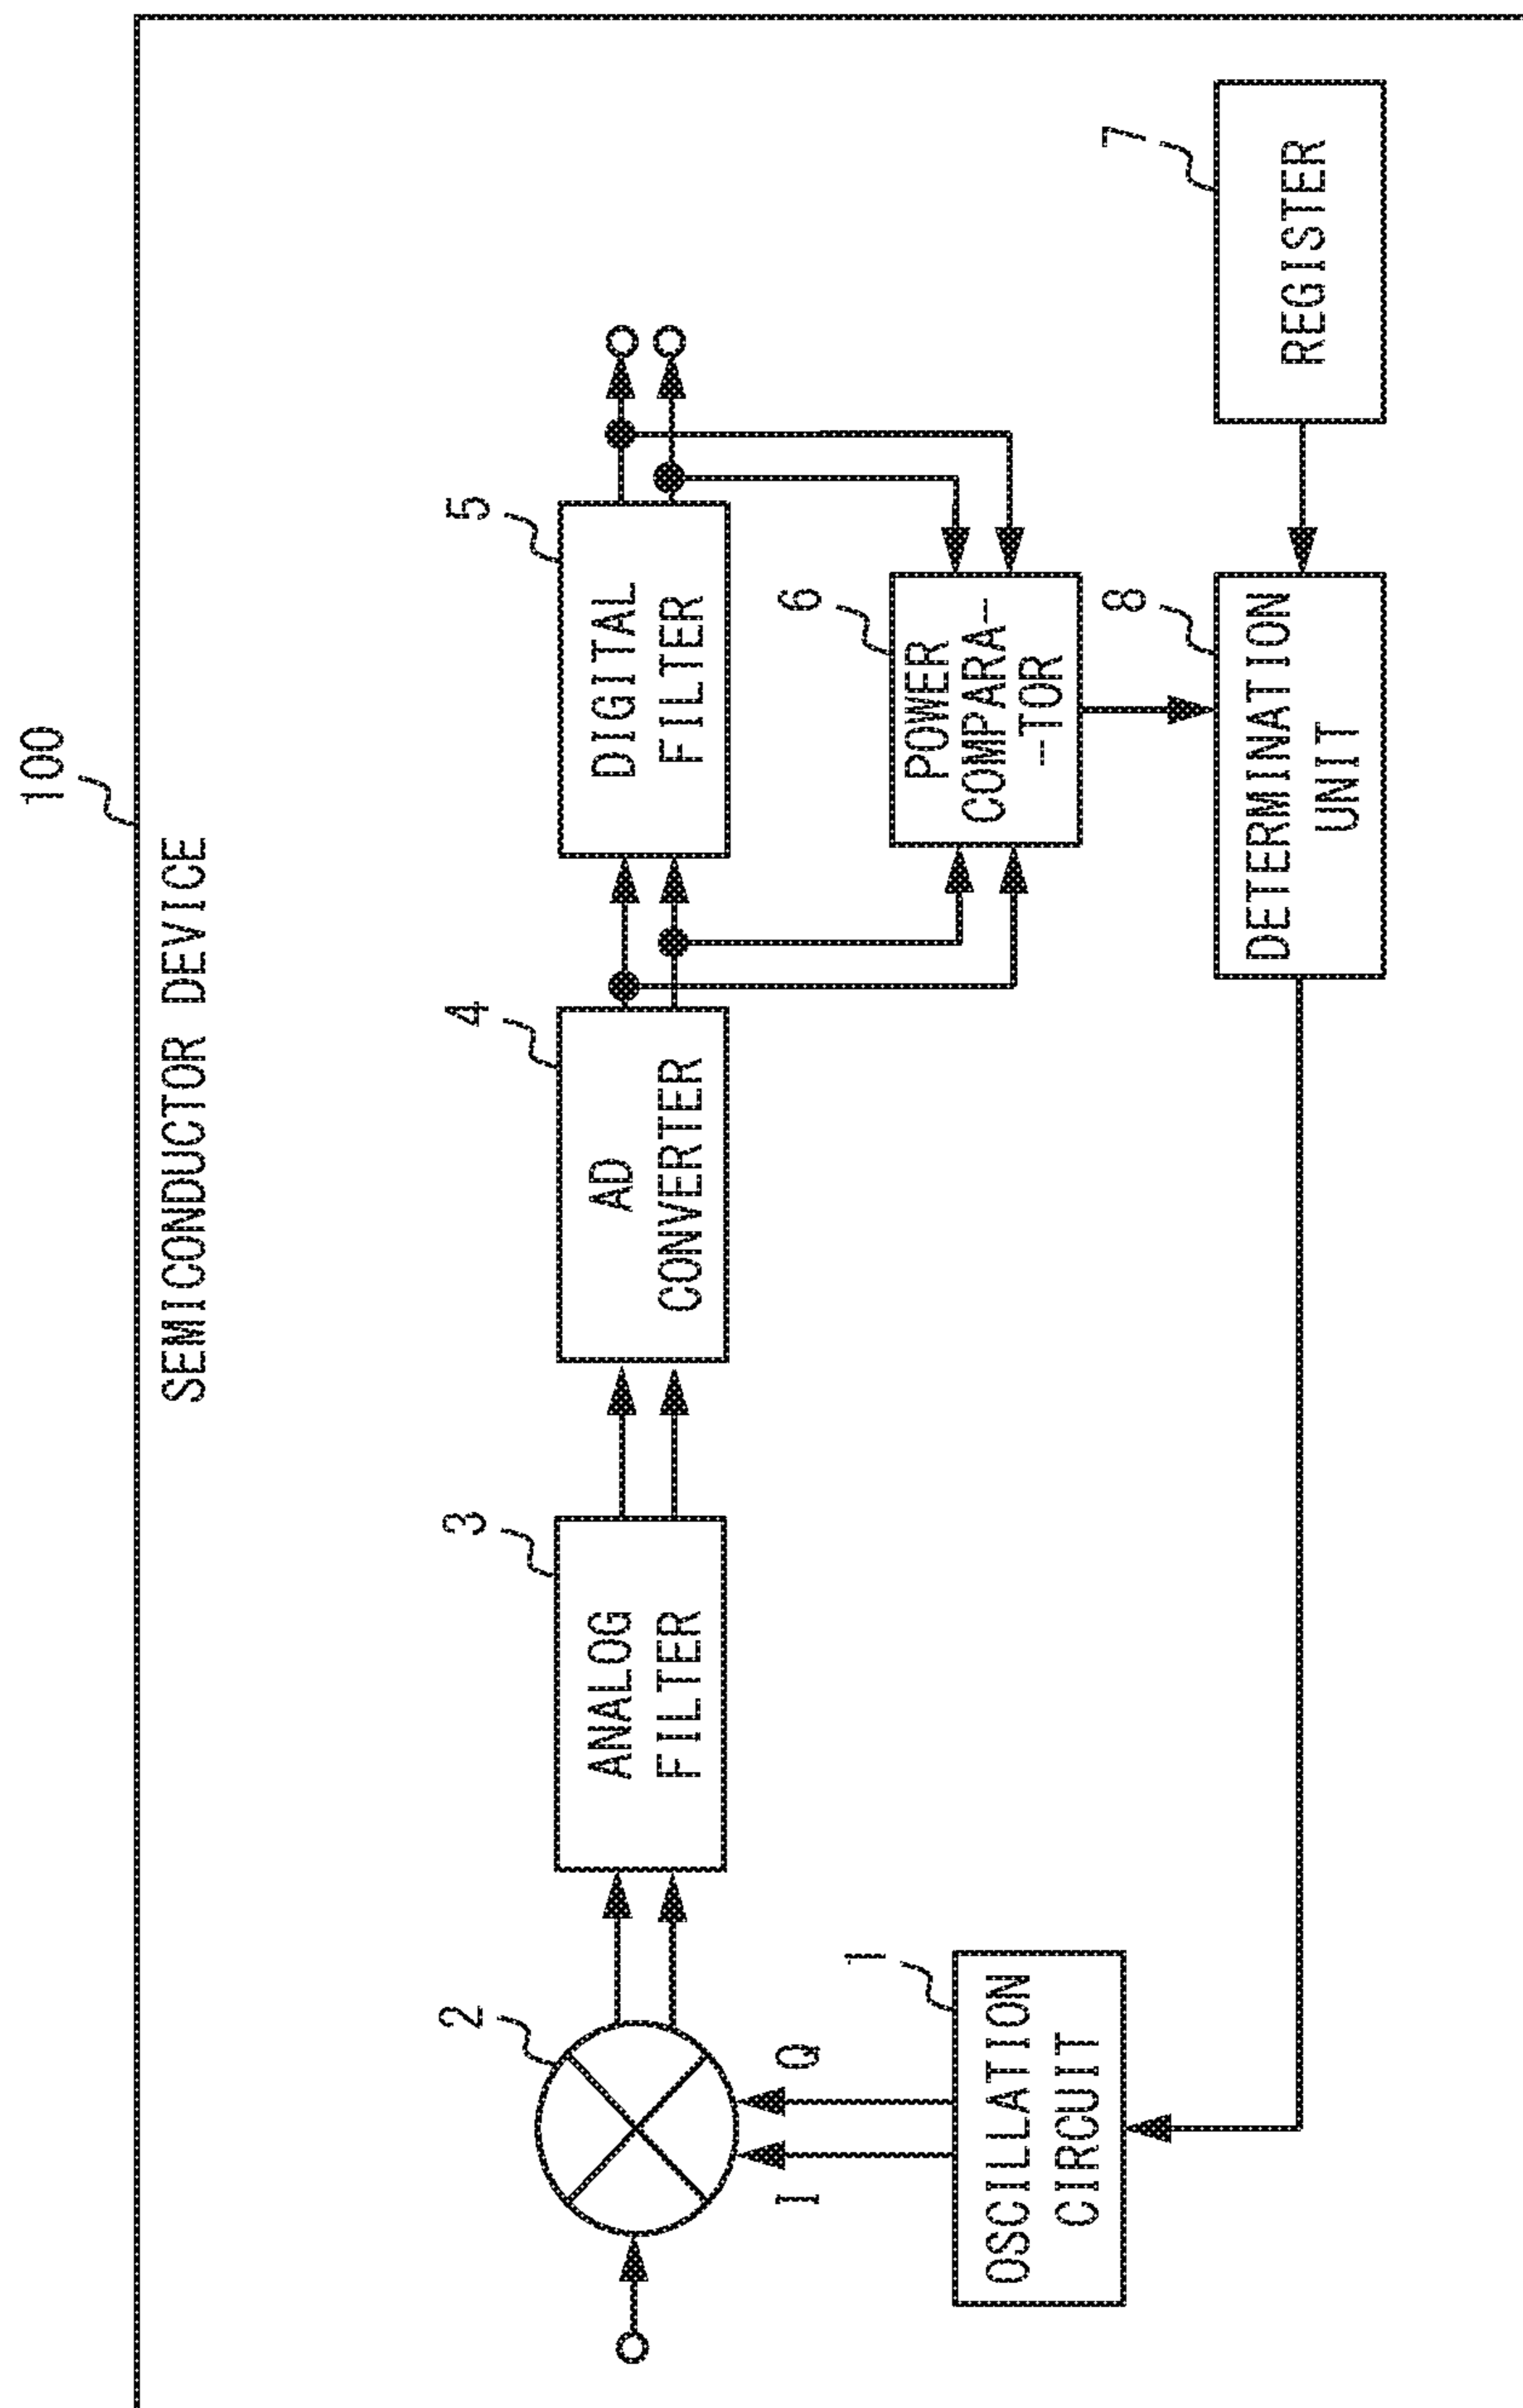 100
SEMICONDUCTOR DEVICE
2
3
4
5
ANALOG
FILTER
AD
CONVERTER
DIGITAL
FILTER
I
Q
1
OSCILLATION
CIRCUIT
6
POWER
COMPARA-
-TOR
8
DETERMINATION
UNIT
7
REGISTER